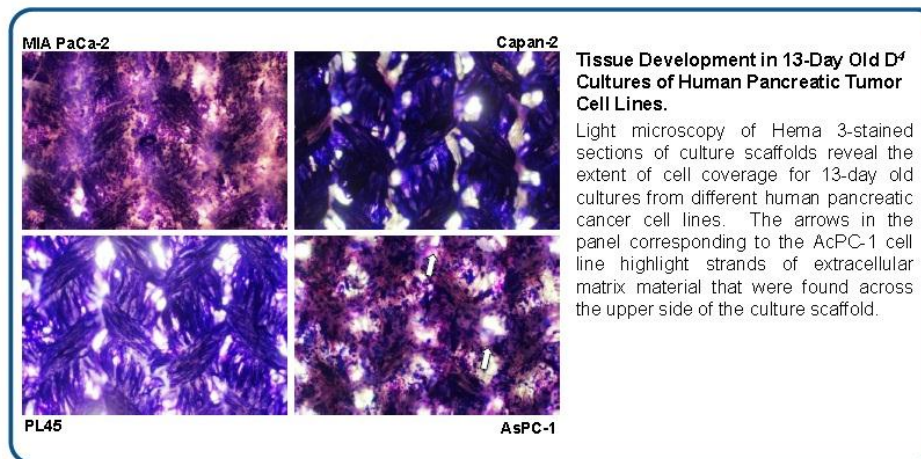 MIA PaCa-2
Capan-2
PL45
AsPC-1
Tissue Development in 13-Day Old D⁴
Cultures of Human Pancreatic Tumor
Cell Lines.
Light microscopy of Hema 3-stained
sections of culture scaffolds reveal the
extent of cell coverage for 13-day old
cultures from different human pancreatic
cancer cell lines. The arrows in the
panel corresponding to the AcPC-1 cell
line highlight strands of extracellular
matrix material that were found across
the upper side of the culture scaffold.